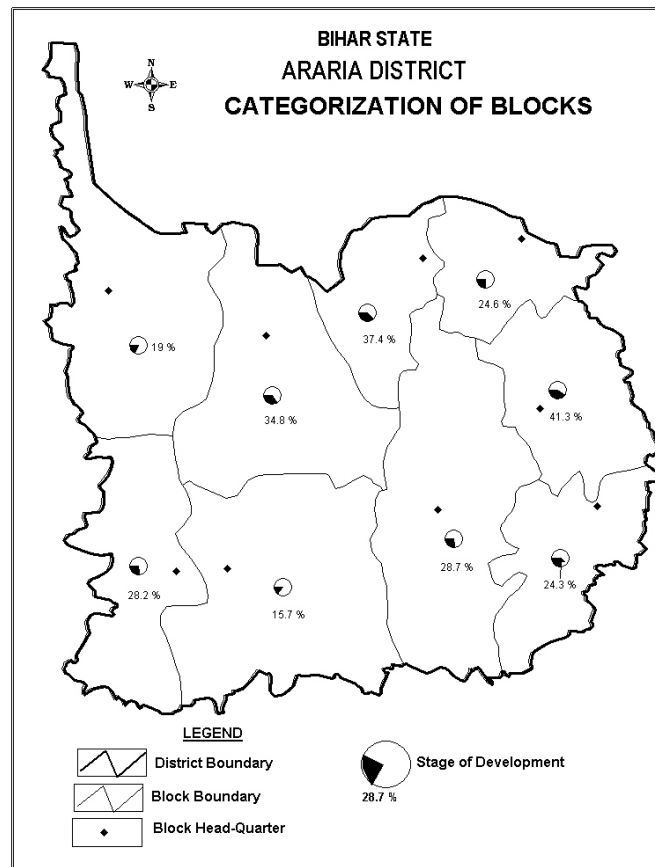 BIHAR STATE
ARARIA DISTRICT
CATEGORIZATION OF BLOCKS
N
W E
S
24.6 %
37.4 %
19 %
34.8 %
41.3 %
28.7 %
24.3 %
28.2 %
15.7 %
LEGEND
District Boundary
Block Boundary
Block Head-Quarter
Stage of Development
28.7 %